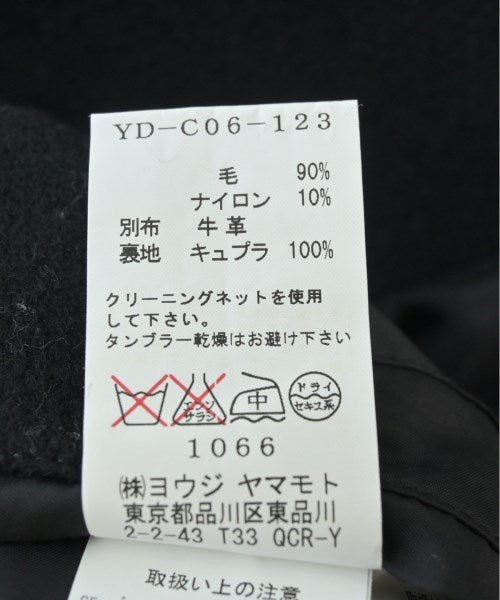 YD-C06-123
毛 90%
ナイロン 10%
別布 牛革
裏地 キュプラ 100%
クリーニングネットを使用
して下さい。
タンブラー乾燥はお避け下さい
エンソ サラシ 中 ドライ セキユ系
1066
㈱ヨウジ ヤマモト
東京都品川区東品川
2-2-43 T33 QCR-Y
取扱い上の注意